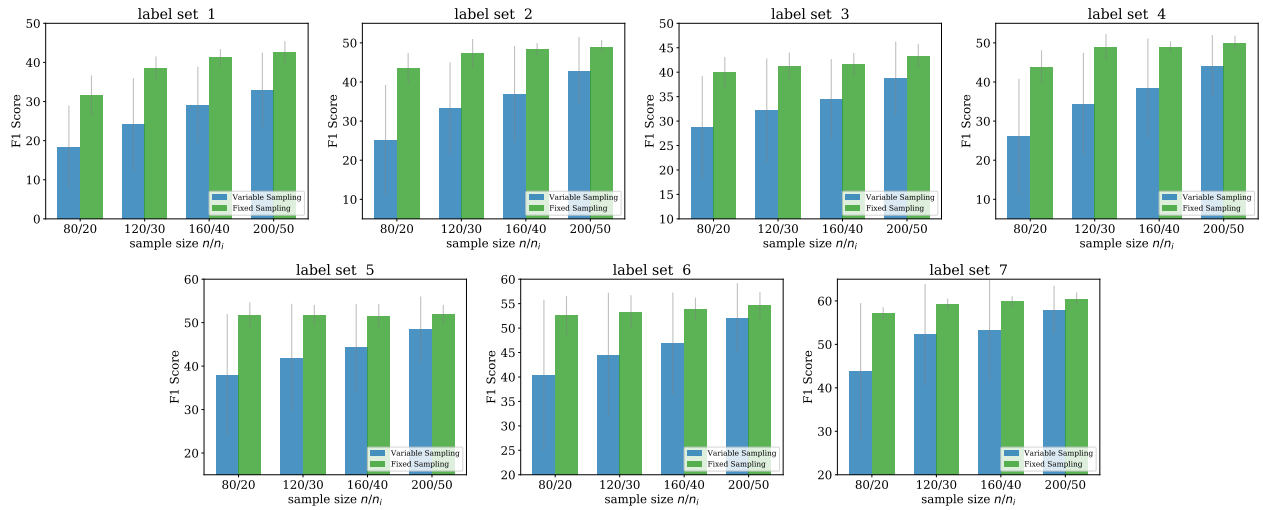 label set 1
F1 Score
50
40
30
20
10
0
80/20 120/30 160/40 200/50
sample size n/n_i
Variable Sampling
Fixed Sampling
label set 2
F1 Score
50
40
30
20
10
80/20 120/30 160/40 200/50
sample size n/n_i
Variable Sampling
Fixed Sampling
label set 3
F1 Score
50
45
40
35
30
25
20
15
10
80/20 120/30 160/40 200/50
sample size n/n_i
Variable Sampling
Fixed Sampling
label set 4
F1 Score
50
40
30
20
10
80/20 120/30 160/40 200/50
sample size n/n_i
Variable Sampling
Fixed Sampling
label set 5
F1 Score
60
50
40
30
20
80/20 120/30 160/40 200/50
sample size n/n_i
Variable Sampling
Fixed Sampling
label set 6
F1 Score
60
55
50
45
40
35
30
25
20
80/20 120/30 160/40 200/50
sample size n/n_i
Variable Sampling
Fixed Sampling
label set 7
F1 Score
60
50
40
30
20
80/20 120/30 160/40 200/50
sample size n/n_i
Variable Sampling
Fixed Sampling